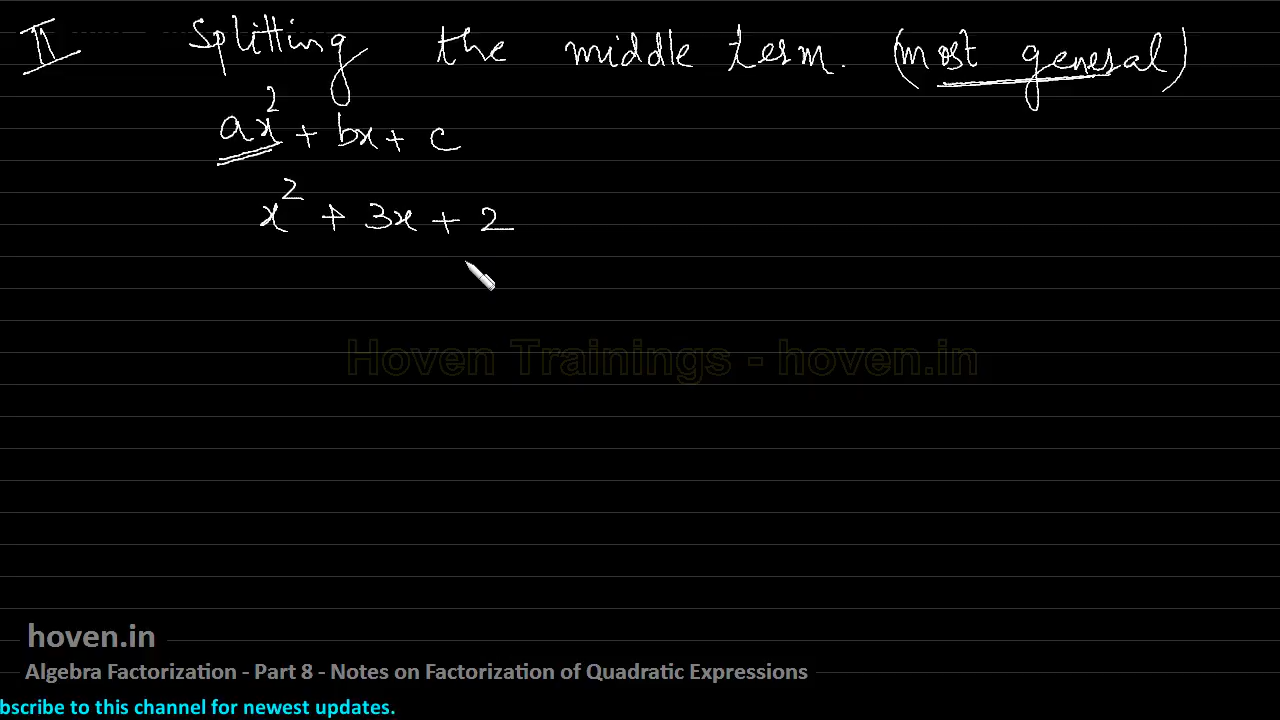 II Splitting the middle term. (most general)
ax² + bx + c
x² + 3x + 2
Hoven Trainings - hoven.in
hoven.in
Algebra Factorization - Part 8 - Notes on Factorization of Quadratic Expressions
bscribe to this channel for newest updates.